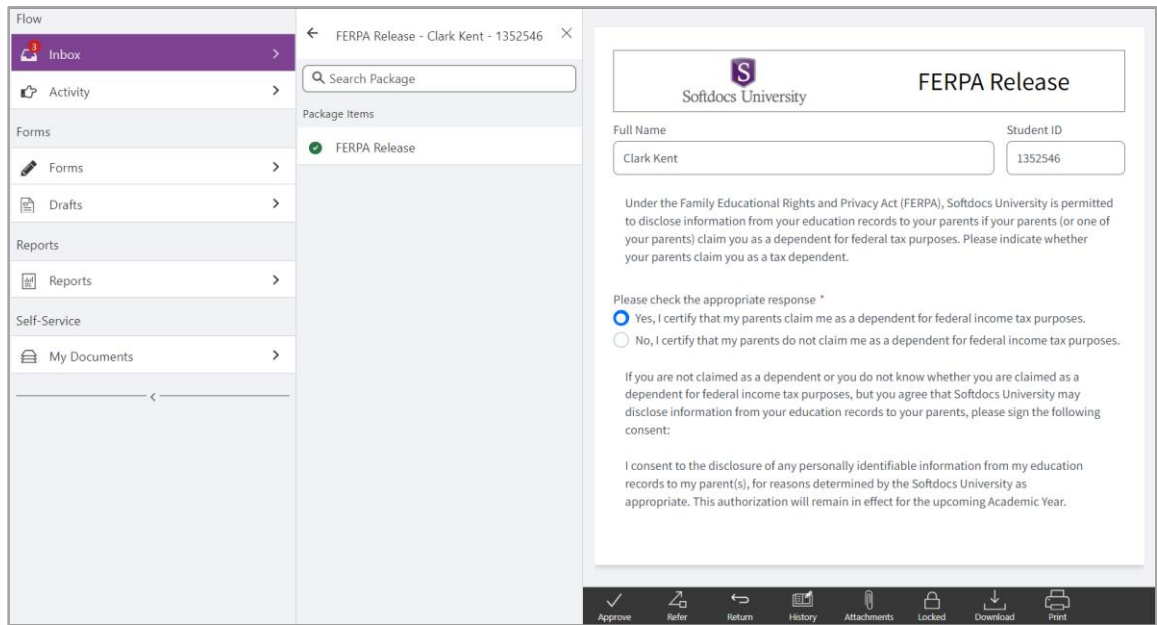 Flow
3
Inbox
Activity
Forms
Forms
Drafts
Reports
Reports
Self-Service
My Documents
FERPA Release - Clark Kent - 1352546
Search Package
Package Items
FERPA Release
S
Softdocs University
FERPA Release
Full Name
Student ID
Clark Kent
1352546
Under the Family Educational Rights and Privacy Act (FERPA), Softdocs University is permitted
to disclose information from your education records to your parents if your parents (or one of
your parents) claim you as a dependent for federal tax purposes. Please indicate whether
your parents claim you as a tax dependent.
Please check the appropriate response *
Yes, I certify that my parents claim me as a dependent for federal income tax purposes.
No, I certify that my parents do not claim me as a dependent for federal income tax purposes.
If you are not claimed as a dependent or you do not know whether you are claimed as a
dependent for federal income tax purposes, but you agree that Softdocs University may
disclose information from your education records to your parents, please sign the following
consent:
I consent to the disclosure of any personally identifiable information from my education
records to my parent(s), for reasons determined by the Softdocs University as
appropriate. This authorization will remain in effect for the upcoming Academic Year.
Approve
Refer
Return
History
Attachments
Locked
Download
Print